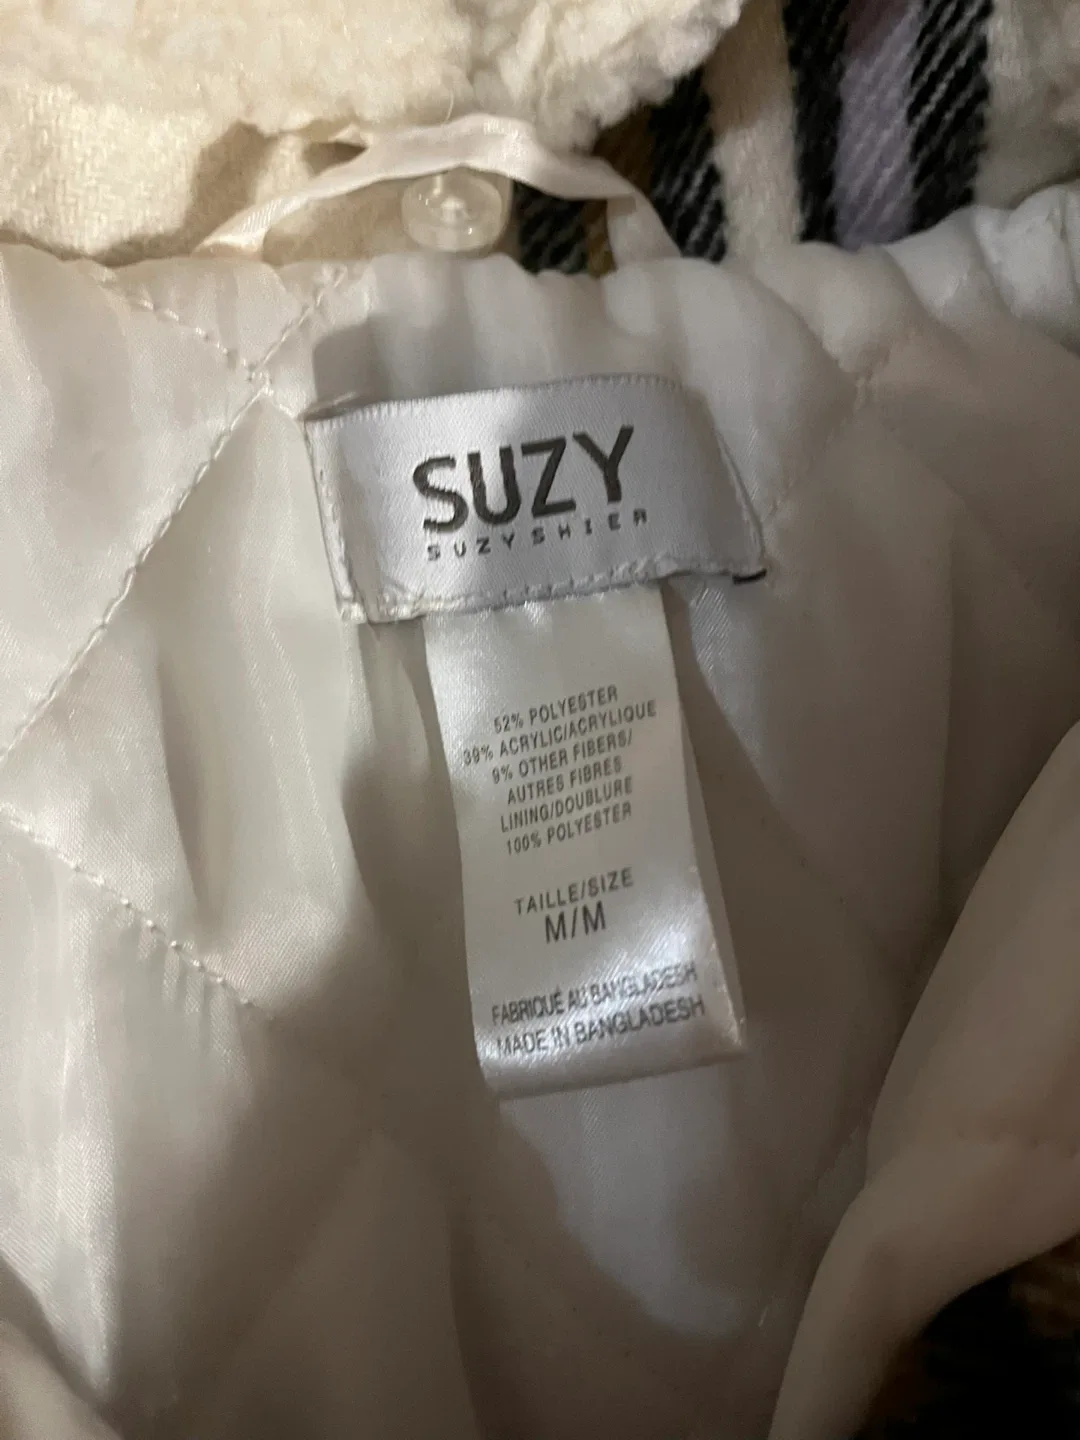 SUZY
SUZYSHIER
52% POLYESTER
39% ACRYLIC/ACRYLIQUE
9% OTHER FIBERS/
AUTRES FIBRES
LINING/DOUBLURE
100% POLYESTER
TAILLE/SIZE
M/M
FABRIQUÉ AU BANGLADESH
MADE IN BANGLADESH